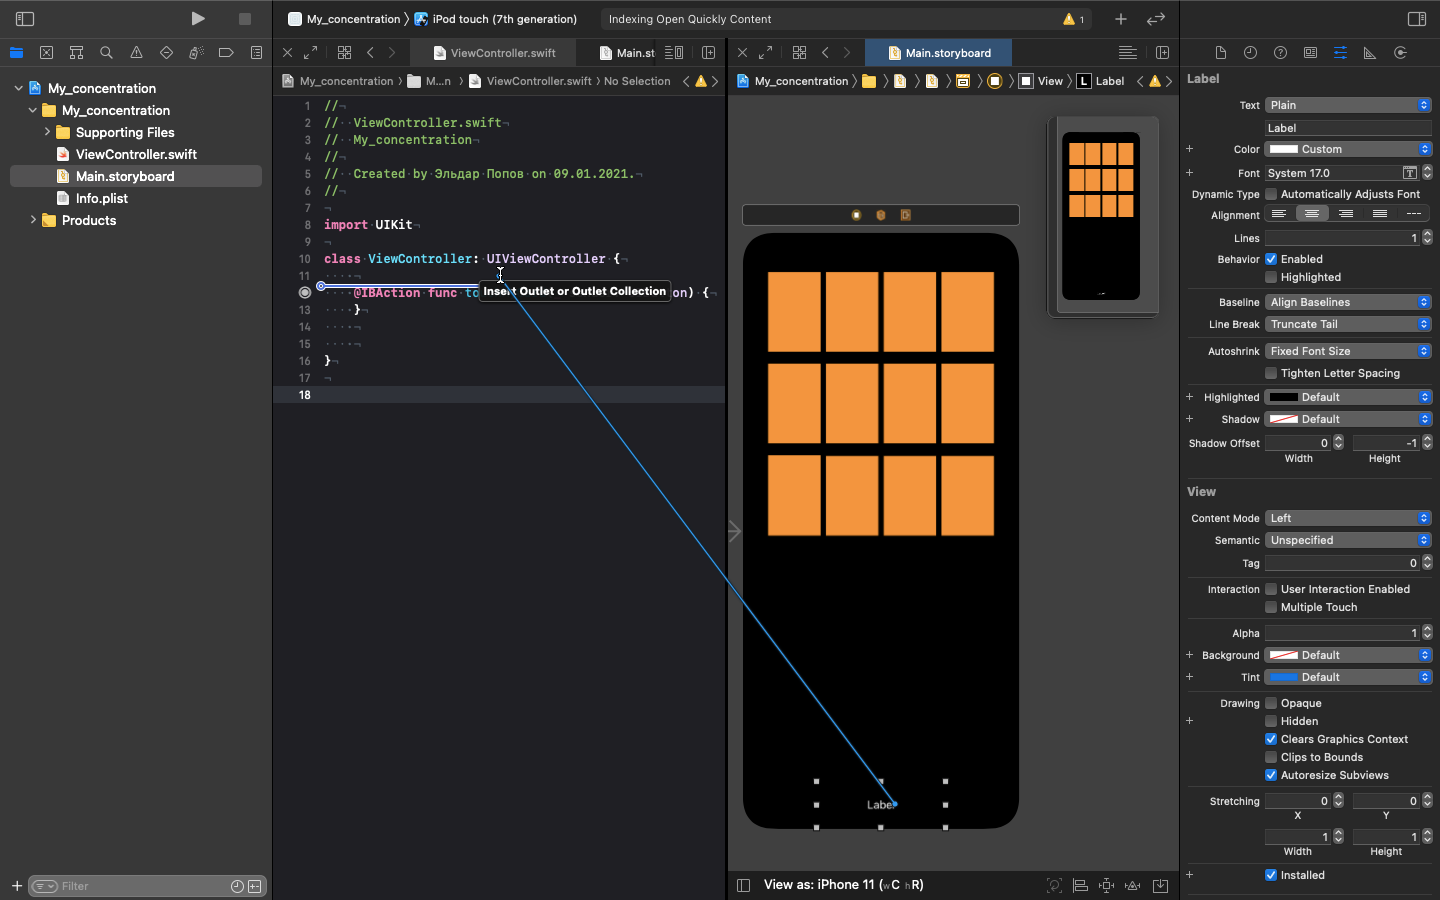 My_concentration
iPod touch (7th generation)
Indexing Open Quickly Content
1
ViewController.swift
Main.st
Main.storyboard
My_concentration
M...n
ViewController.swift
No Selection
My_concentration
View
L
Label
My_concentration
My_concentration
Supporting Files
ViewController.swift
Main.storyboard
Info.plist
Products
Filter
1 //
2 // ViewController.swift
3 // My_concentration
4 //
5 // Created by Эльдар Попов on 09.01.2021.
6 //
7
8 import UIKit
9
10 class ViewController: UIViewController {
11
@IBAction func to
on) {
Insert Outlet or Outlet Collection
13 }
14
15
16 }
17
18
Label
View as: iPhone 11 (wC hR)
Label
Text Plain
Label
Color Custom
Font System 17.0
T
Dynamic Type Automatically Adjusts Font
Alignment
Lines 1
Behavior Enabled
Highlighted
Baseline Align Baselines
Line Break Truncate Tail
Autoshrink Fixed Font Size
Tighten Letter Spacing
Highlighted Default
Shadow Default
Shadow Offset 0 -1
Width Height
View
Content Mode Left
Semantic Unspecified
Tag 0
Interaction User Interaction Enabled
Multiple Touch
Alpha 1
Background Default
Tint Default
Drawing Opaque
Hidden
Clears Graphics Context
Clips to Bounds
Autoresize Subviews
Stretching 0 0
X Y
1 1
Width Height
Installed